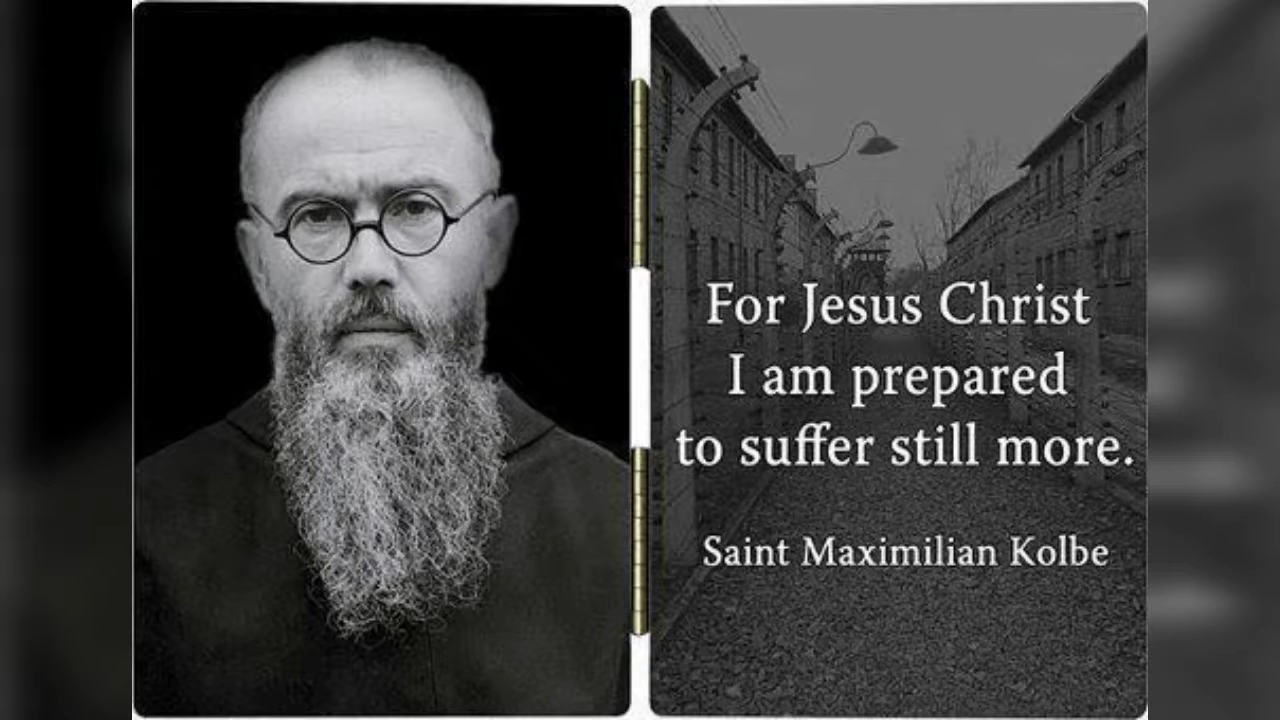 For Jesus Christ
I am prepared
to suffer still more.
Saint Maximilian Kolbe